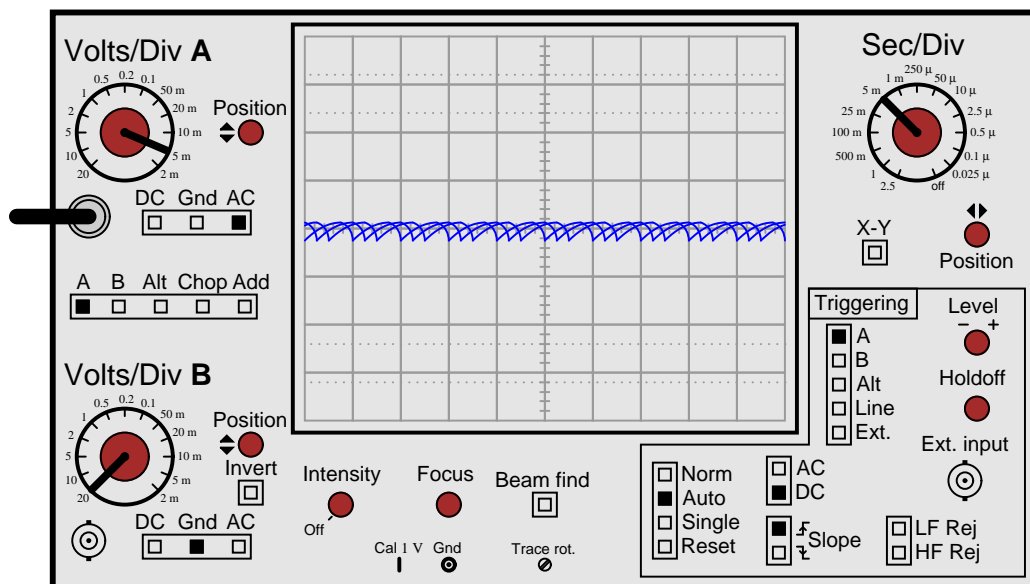 Volts/Div A
0.5 0.2 0.1
1 50 m
2 20 m
5 10 m
10 5 m
20 2 m
Position
DC Gnd AC
A B Alt Chop Add
Volts/Div B
0.5 0.2 0.1
1 50 m
2 20 m
5 10 m
10 5 m
20 2 m
Position
Invert
DC Gnd AC
Intensity
Off
Focus
Beam find
Cal 1 V Gnd Trace rot.
Sec/Div
250 µ
1 m 50 µ
5 m 10 µ
25 m 2.5 µ
100 m 0.5 µ
500 m 0.1 µ
1 0.025 µ
2.5 off
X-Y
Position
Triggering
A
B
Alt
Line
Ext.
Level
− +
Holdoff
Ext. input
Norm
Auto
Single
Reset
AC
DC
Slope
LF Rej
HF Rej